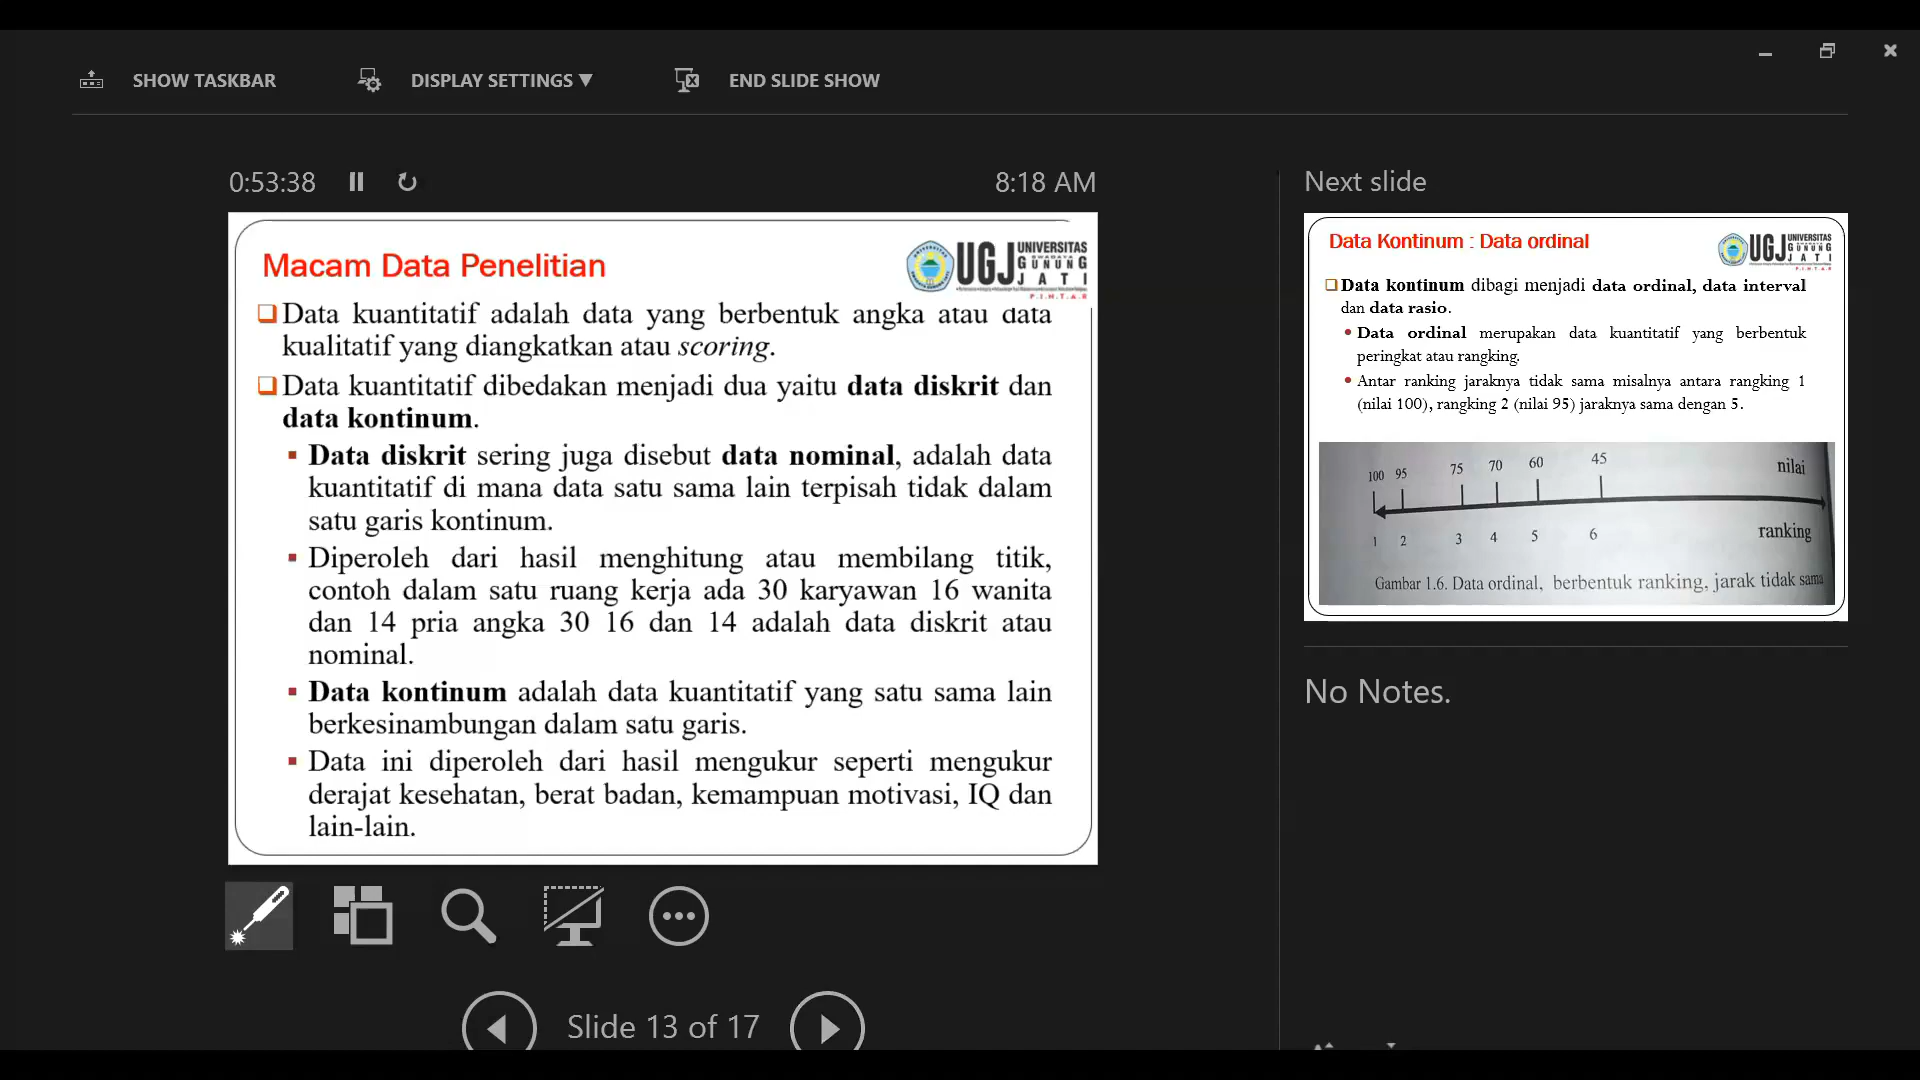 SHOW TASKBAR
DISPLAY SETTINGS ▼
END SLIDE SHOW
0:53:38
8:18 AM
Macam Data Penelitian
UGJ UNIVERSITAS
SWADAYA
GUNUNG
JATI
P.I.N.T.A.R
Data kuantitatif adalah data yang berbentuk angka atau data
kualitatif yang diangkatkan atau scoring.
Data kuantitatif dibedakan menjadi dua yaitu data diskrit dan
data kontinum.
Data diskrit sering juga disebut data nominal, adalah data
kuantitatif di mana data satu sama lain terpisah tidak dalam
satu garis kontinum.
Diperoleh dari hasil menghitung atau membilang titik,
contoh dalam satu ruang kerja ada 30 karyawan 16 wanita
dan 14 pria angka 30 16 dan 14 adalah data diskrit atau
nominal.
Data kontinum adalah data kuantitatif yang satu sama lain
berkesinambungan dalam satu garis.
Data ini diperoleh dari hasil mengukur seperti mengukur
derajat kesehatan, berat badan, kemampuan motivasi, IQ dan
lain-lain.
Slide 13 of 17
Next slide
Data Kontinum : Data ordinal
UGJ UNIVERSITAS
SWADAYA
GUNUNG
JATI
P.I.N.T.A.R
Data kontinum dibagi menjadi data ordinal, data interval
dan data rasio.
Data ordinal merupakan data kuantitatif yang berbentuk
peringkat atau rangking.
Antar ranking jaraknya tidak sama misalnya antara rangking 1
(nilai 100), rangking 2 (nilai 95) jaraknya sama dengan 5.
100 95 75 70 60 45 nilai
1 2 3 4 5 6 ranking
Gambar 1.6. Data ordinal, berbentuk ranking, jarak tidak sama
No Notes.